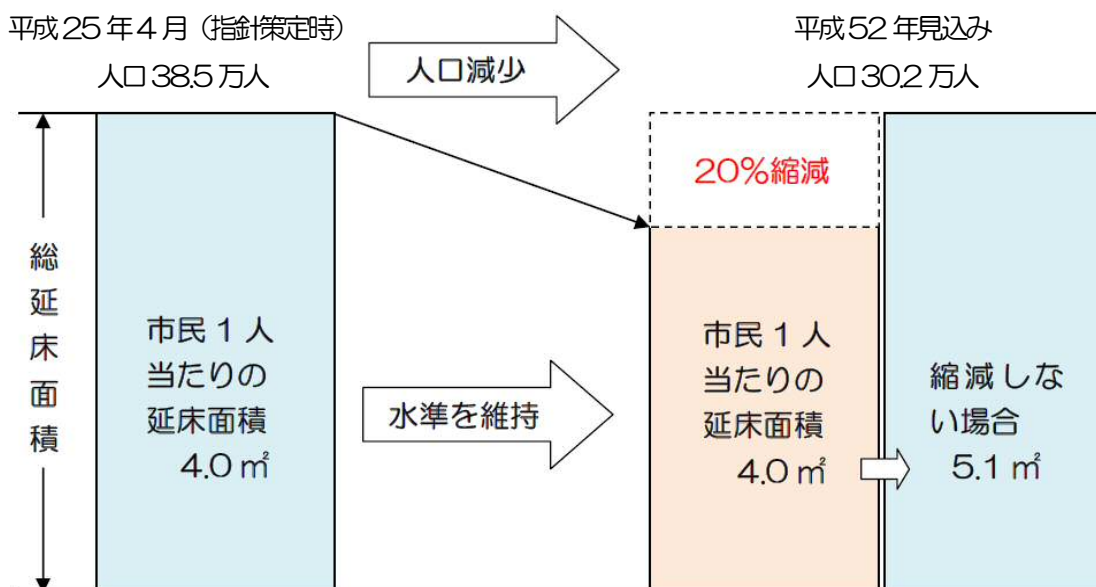 平成25年4月（指針策定時）
人口38.5万人
人口減少
平成52年見込み
人口30.2万人
20%縮減
総延床面積
市民1人
当たりの
延床面積
4.0㎡
水準を維持
市民1人
当たりの
延床面積
4.0㎡
縮減しな
い場合
5.1㎡